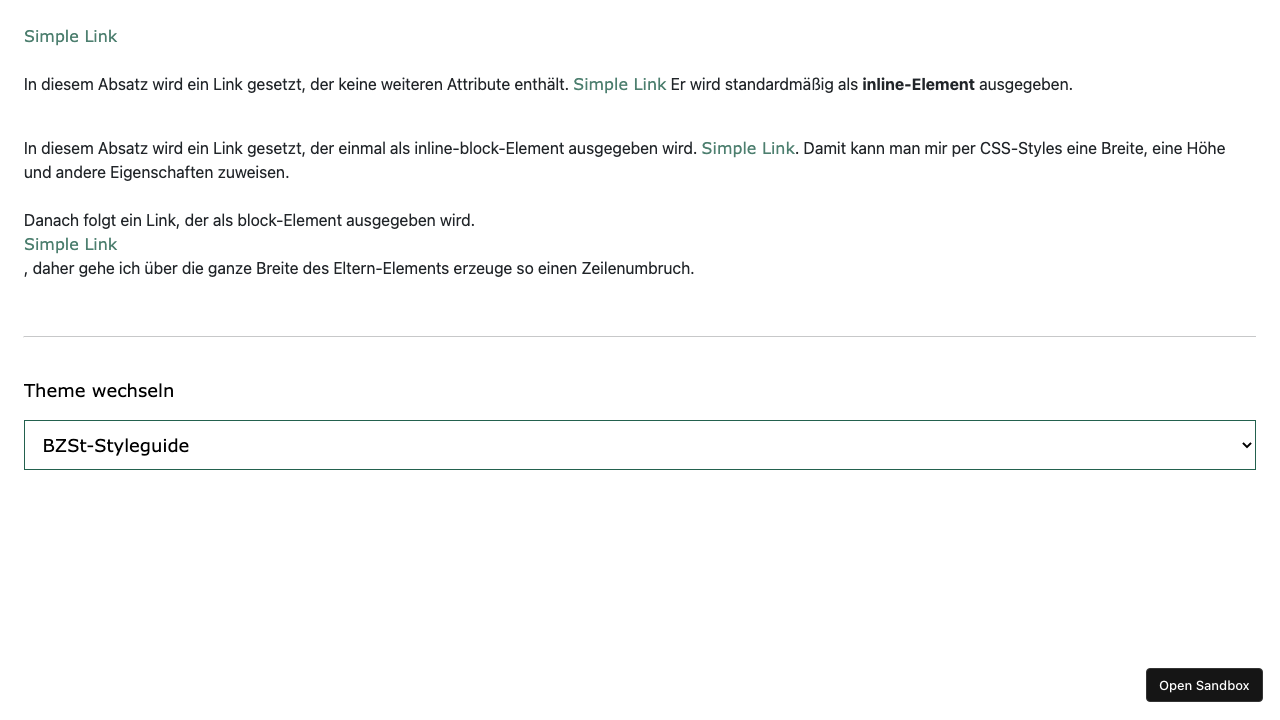 Simple Link
In diesem Absatz wird ein Link gesetzt, der keine weiteren Attribute enthält. Simple Link Er wird standardmäßig als inline-Element ausgegeben.
In diesem Absatz wird ein Link gesetzt, der einmal als inline-block-Element ausgegeben wird. Simple Link. Damit kann man mir per CSS-Styles eine Breite, eine Höhe
und andere Eigenschaften zuweisen.
Danach folgt ein Link, der als block-Element ausgegeben wird.
Simple Link
, daher gehe ich über die ganze Breite des Eltern-Elements erzeuge so einen Zeilenumbruch.
Theme wechseln
BZSt-Styleguide
Open Sandbox